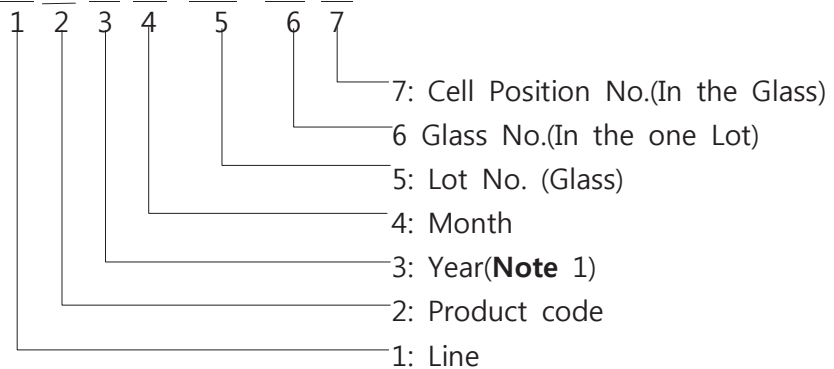 1 2 3 4 5 6 7
7: Cell Position No.(In the Glass)
6 Glass No.(In the one Lot)
5: Lot No. (Glass)
4: Month
3: Year(Note 1)
2: Product code
1: Line